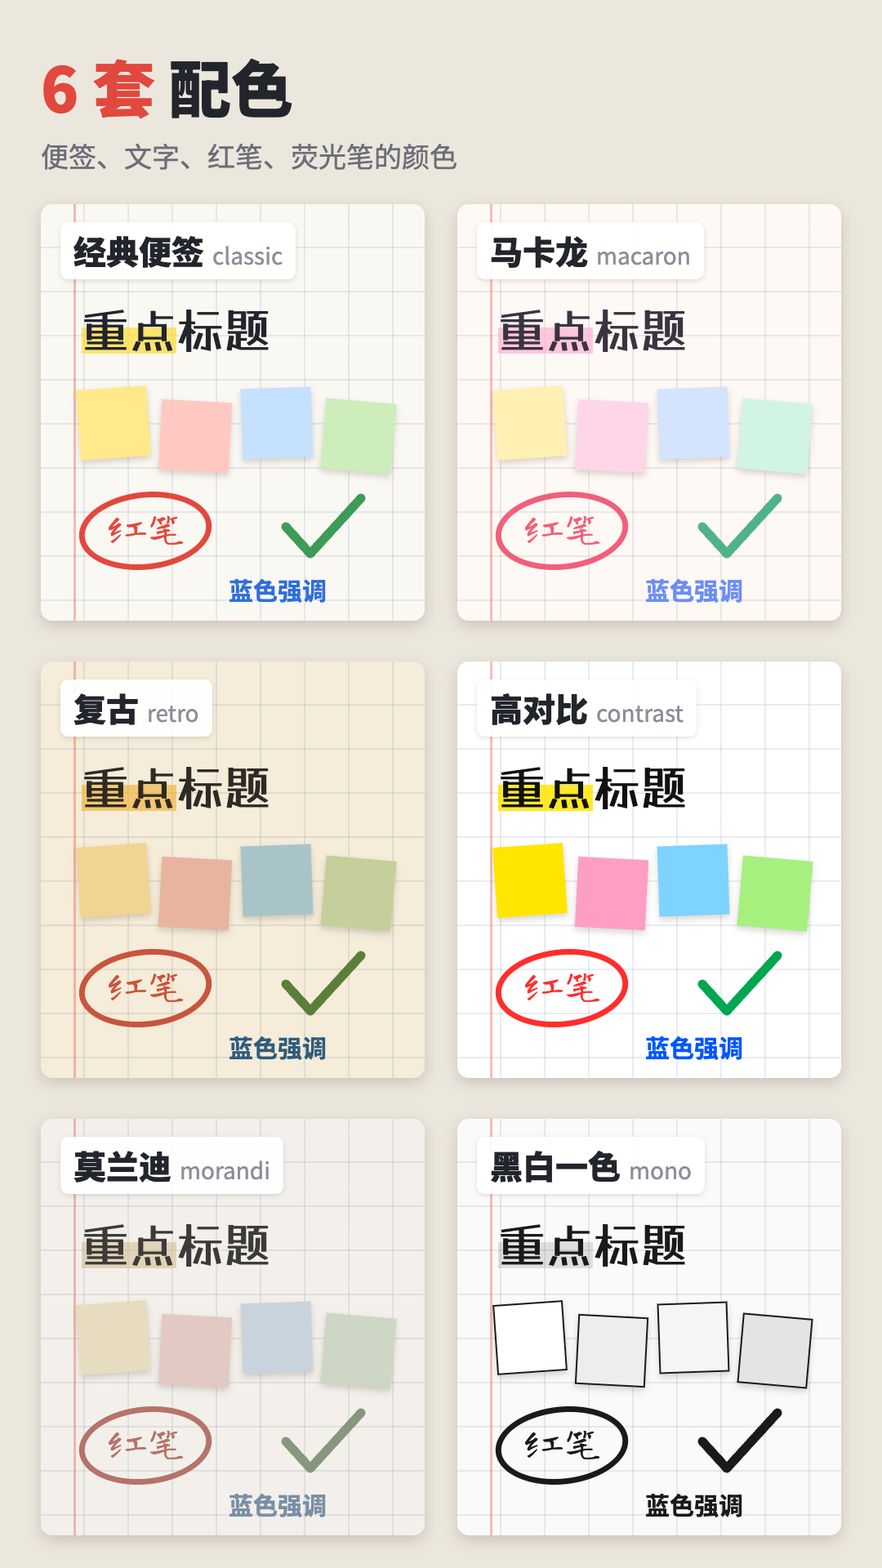 6 套 配色
便签、文字、红笔、荧光笔的颜色
经典便签 classic
重点标题
红笔
蓝色强调
马卡龙 macaron
重点标题
红笔
蓝色强调
复古 retro
重点标题
红笔
蓝色强调
高对比 contrast
重点标题
红笔
蓝色强调
莫兰迪 morandi
重点标题
红笔
蓝色强调
黑白一色 mono
重点标题
红笔
蓝色强调